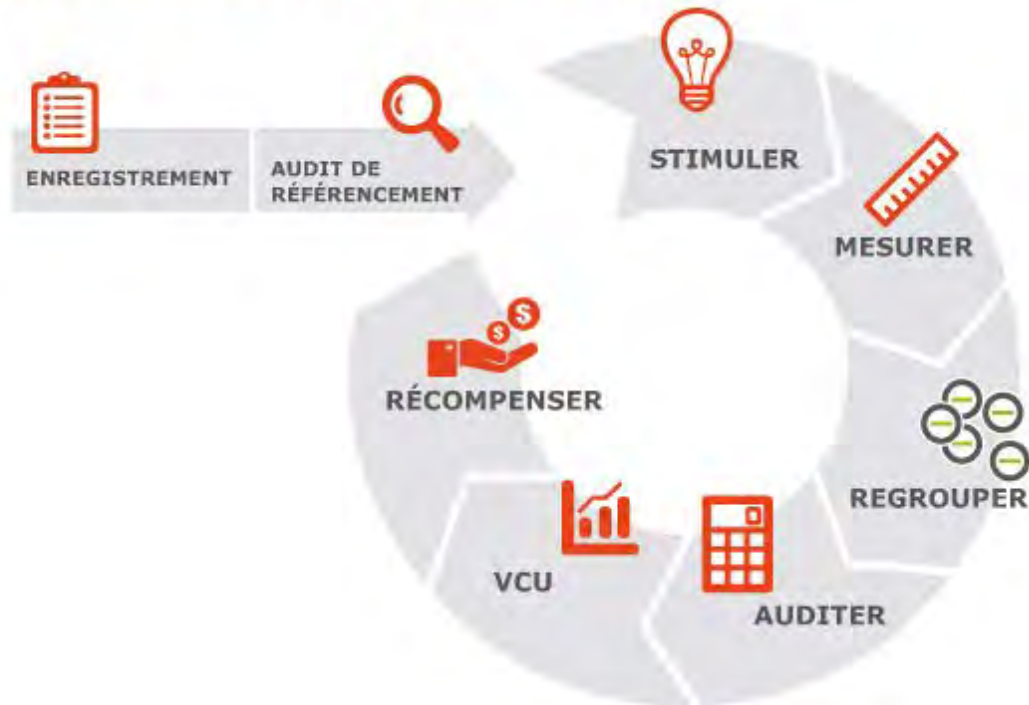 ENREGISTREMENT
AUDIT DE
RÉFÉRENCEMENT
STIMULER
MESURER
REGROUPER
AUDITER
VCU
RÉCOMPENSER
$
$